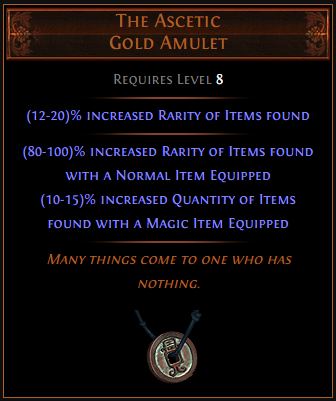 The Ascetic
Gold Amulet
Requires Level 8
(12-20)% increased Rarity of Items found
(80-100)% increased Rarity of Items found
with a Normal Item Equipped
(10-15)% increased Quantity of Items
found with a Magic Item Equipped
Many things come to one who has
nothing.